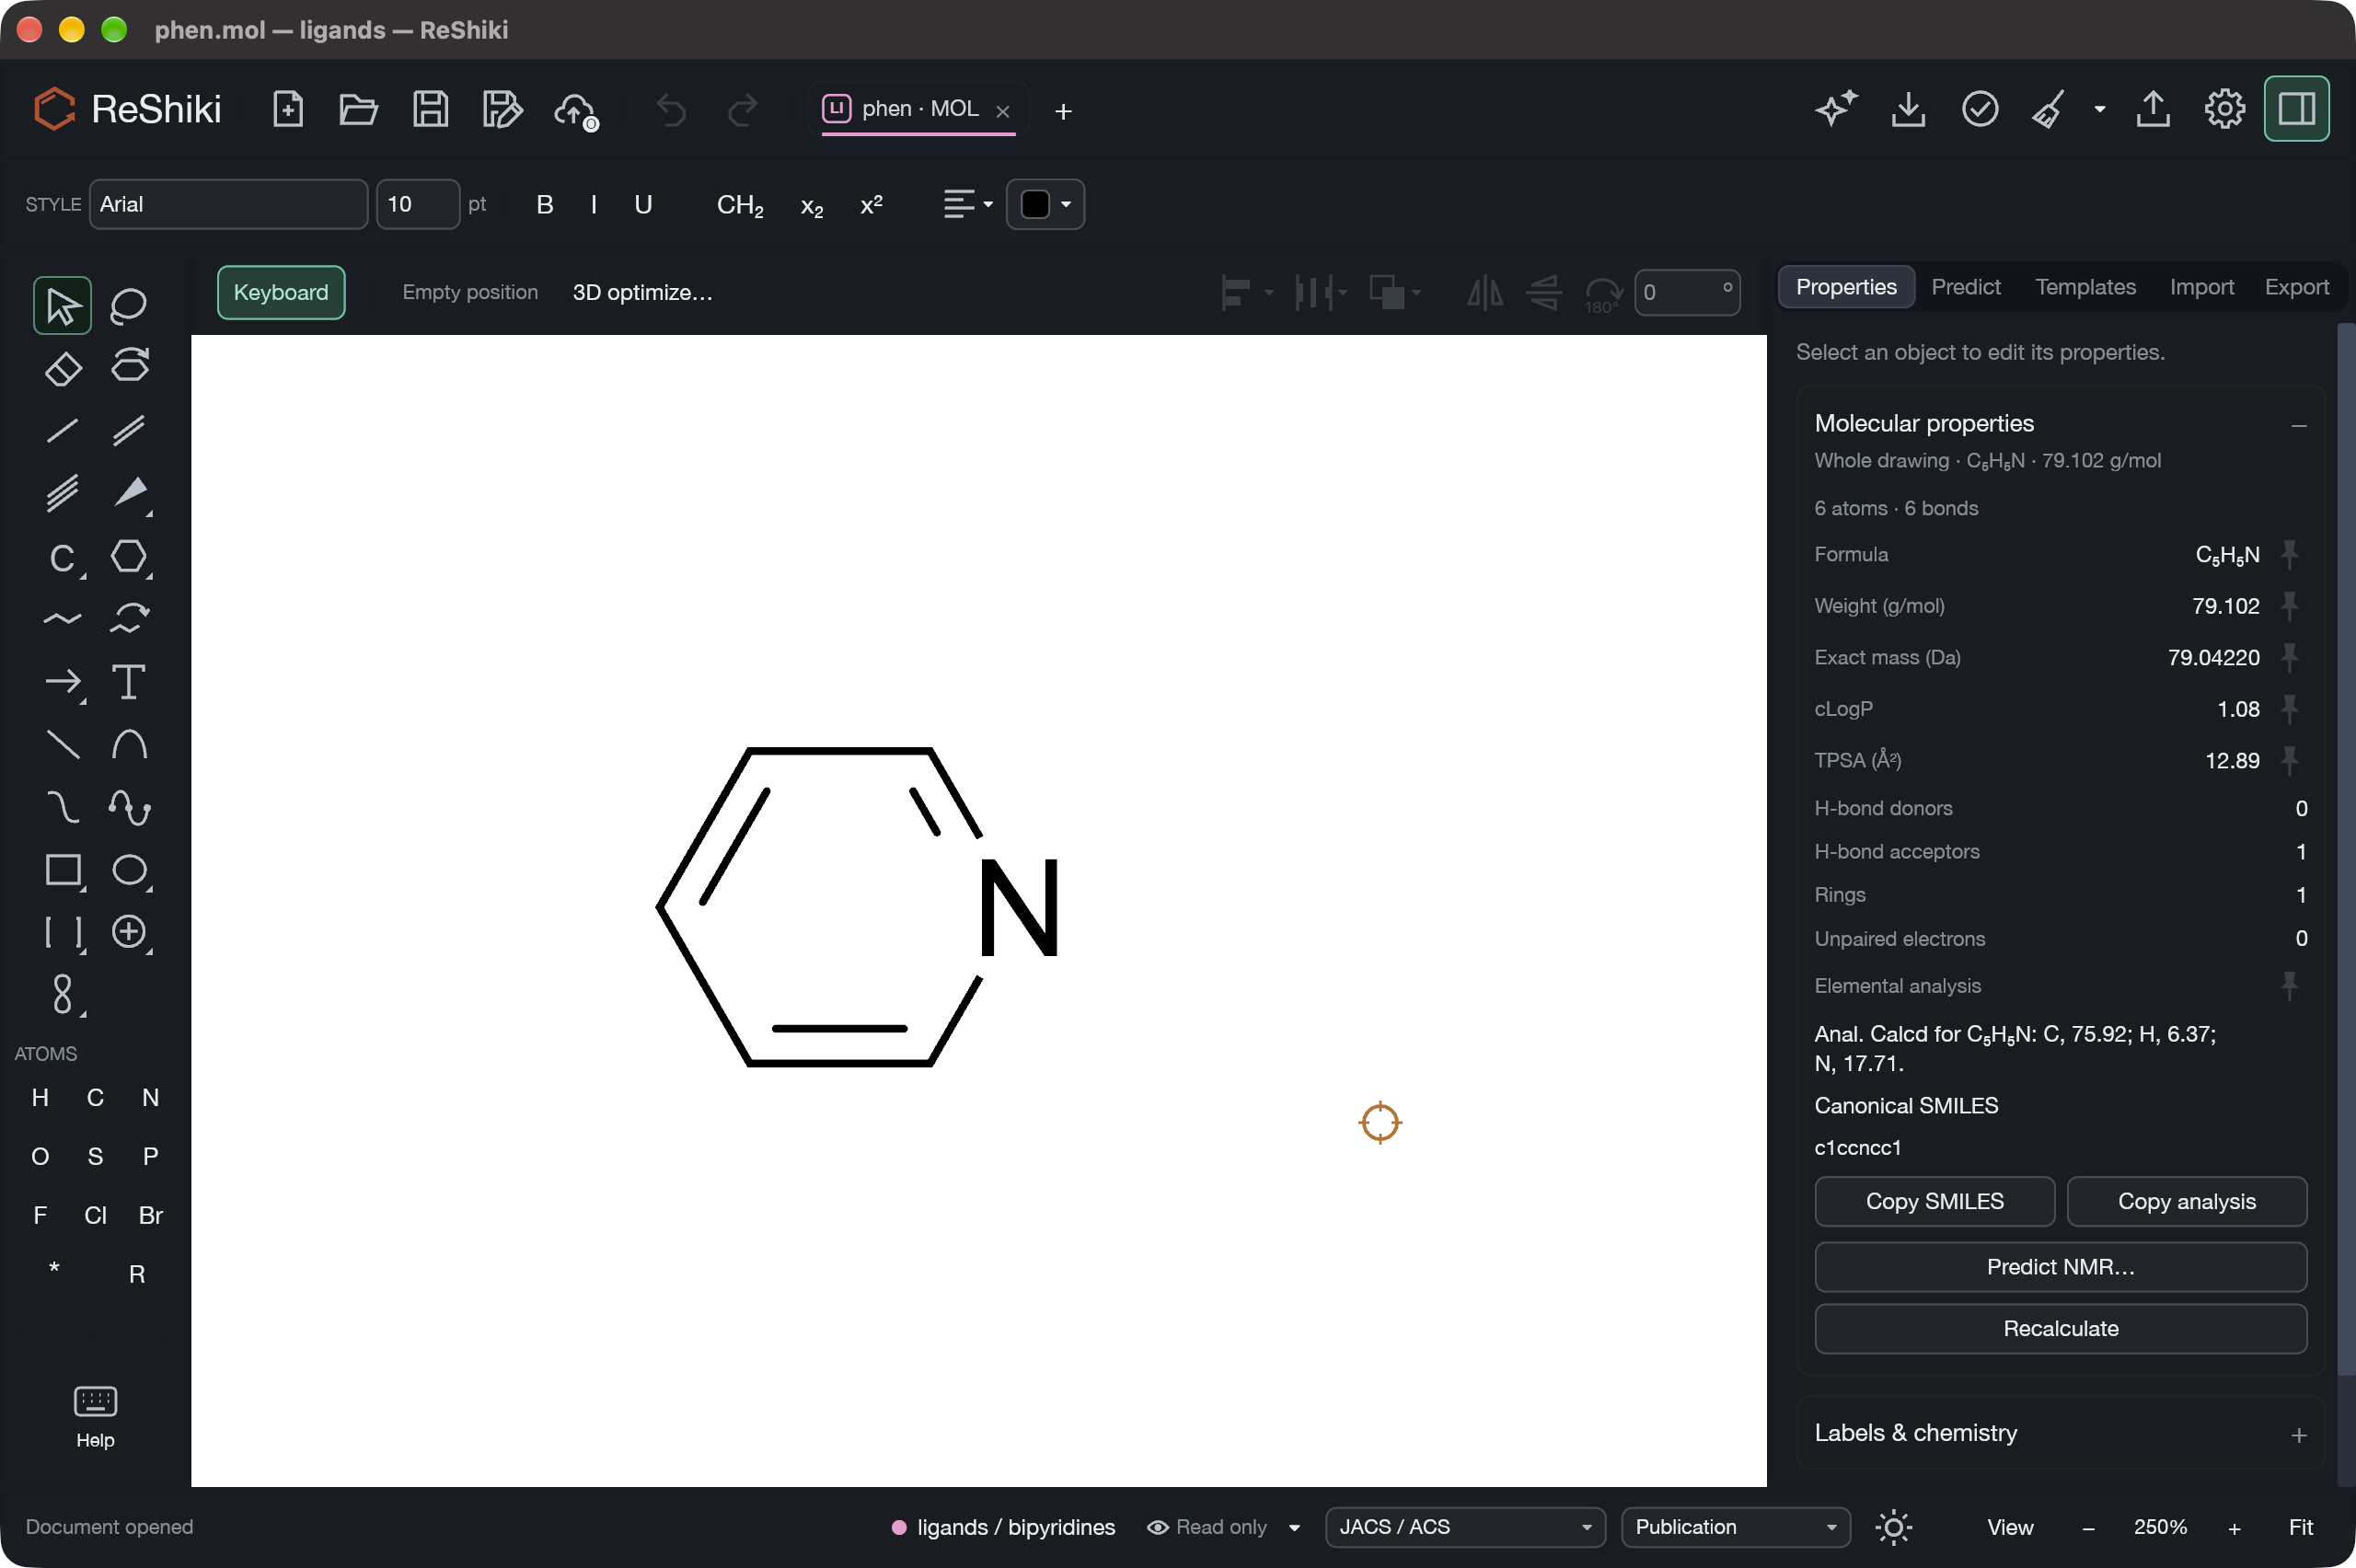 phen.mol — ligands — ReShiki
ReShiki
LI phen · MOL × +
STYLE Arial 10 pt B I U CH₂ x₂ x²
Keyboard Empty position 3D optimize… 180° 0 °
Properties Predict Templates Import Export
Select an object to edit its properties.
Molecular properties −
Whole drawing · C₅H₅N · 79.102 g/mol
6 atoms · 6 bonds
Formula C₅H₅N
Weight (g/mol) 79.102
Exact mass (Da) 79.04220
cLogP 1.08
TPSA (Å²) 12.89
H-bond donors 0
H-bond acceptors 1
Rings 1
Unpaired electrons 0
Elemental analysis
Anal. Calcd for C₅H₅N: C, 75.92; H, 6.37;
N, 17.71.
Canonical SMILES
c1ccncc1
Copy SMILES Copy analysis
Predict NMR…
Recalculate
Labels & chemistry +
C
T
[ ]
N
ATOMS
H C N
O S P
F Cl Br
* R
Help
Document opened ligands / bipyridines Read only JACS / ACS Publication View − 250% + Fit